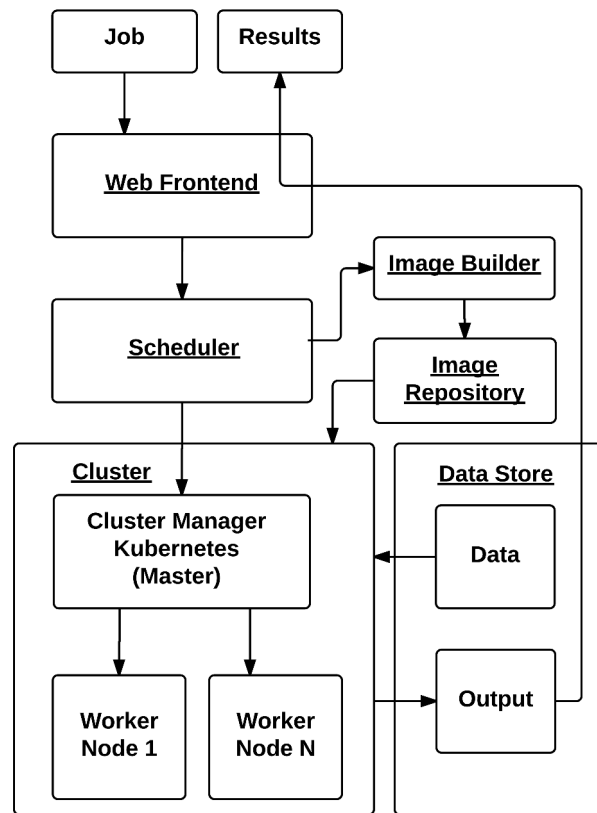 Job
Results
Web Frontend
Image Builder
Scheduler
Image
Repository
Cluster
Data Store
Cluster Manager
Kubernetes
(Master)
Data
Worker
Node 1
Worker
Node N
Output